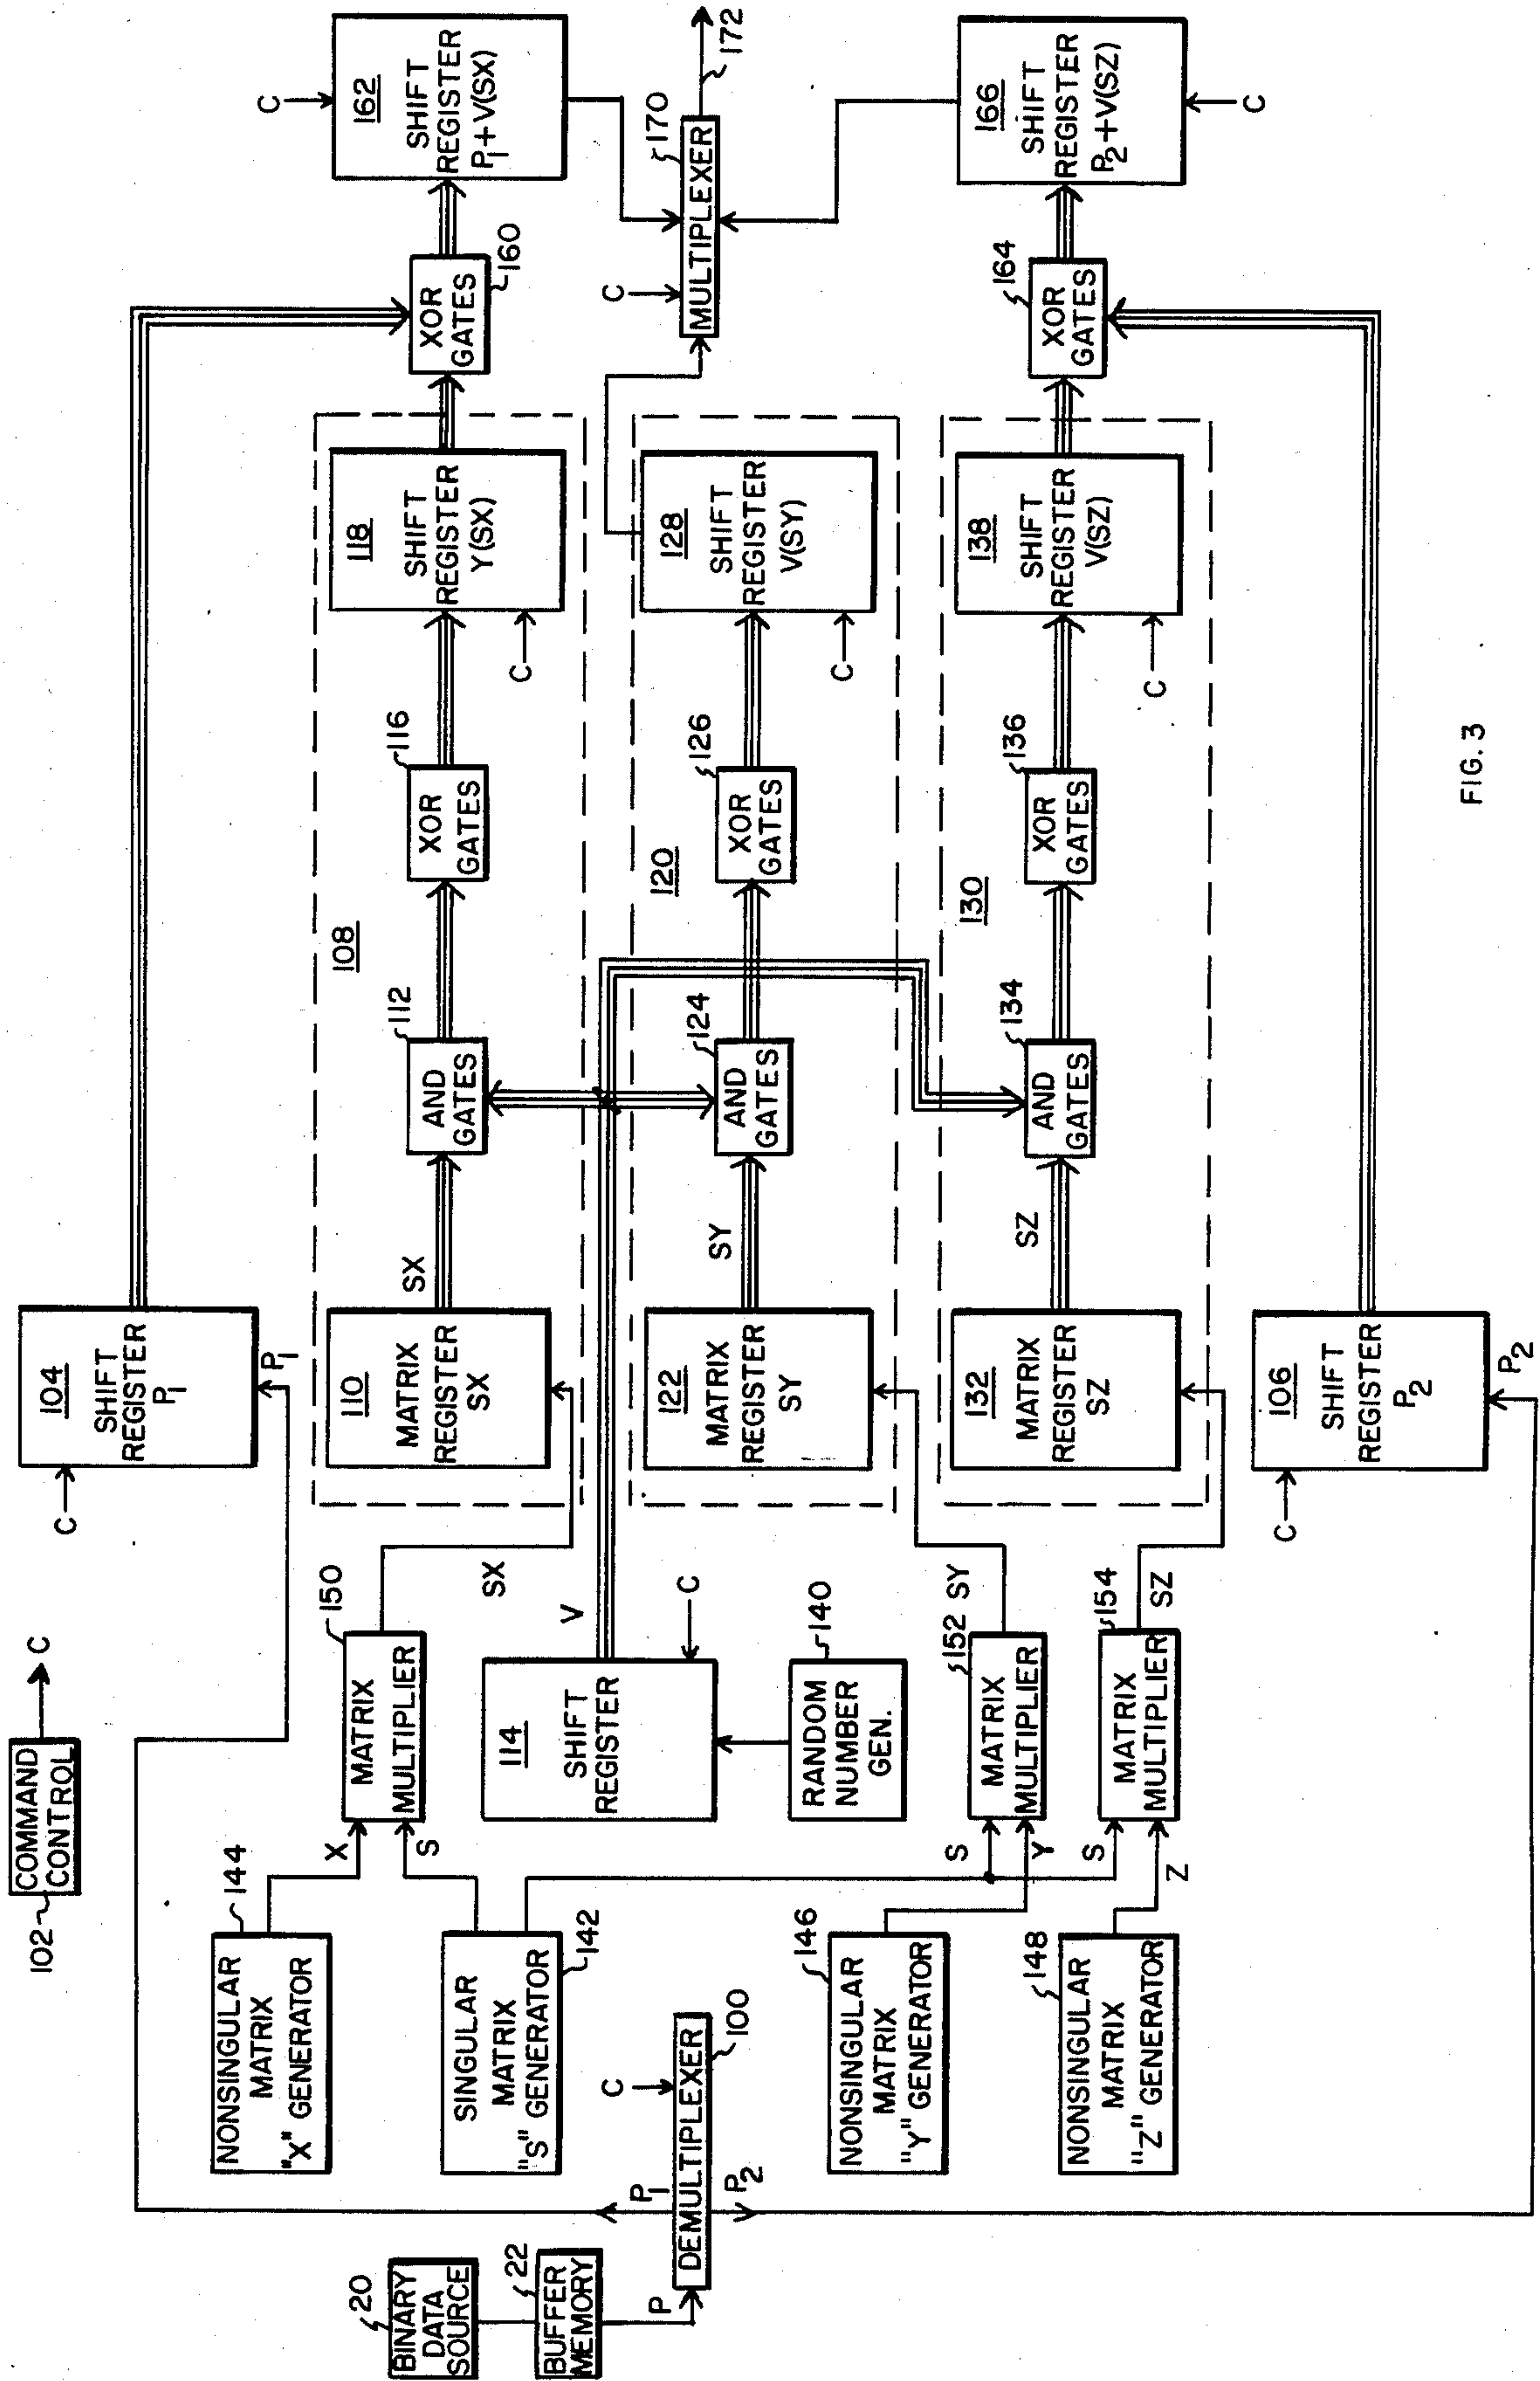 102
COMMAND
CONTROL
C
20
BINARY
DATA
SOURCE
22
BUFFER
MEMORY
P
DEMULTIPLEXER
100
C
P1
P2
NONSINGULAR
MATRIX
"X" GENERATOR
144
X
SINGULAR
MATRIX
"S" GENERATOR
142
S
NONSINGULAR
MATRIX
"Y" GENERATOR
146
S
Y
NONSINGULAR
MATRIX
"Z" GENERATOR
148
S
Z
MATRIX
MULTIPLIER
150
SX
114
SHIFT
REGISTER
C
V
RANDOM
NUMBER
GEN.
140
MATRIX
MULTIPLIER
152
SY
MATRIX
MULTIPLIER
154
SZ
C
104
SHIFT
REGISTER
P1
P1
108
110
MATRIX
REGISTER
SX
SX
AND
GATES
112
XOR
GATES
116
118
SHIFT
REGISTER
Y(SX)
C
120
122
MATRIX
REGISTER
SY
SY
AND
GATES
124
XOR
GATES
126
128
SHIFT
REGISTER
V(SY)
C
130
132
MATRIX
REGISTER
SZ
SZ
AND
GATES
134
XOR
GATES
136
138
SHIFT
REGISTER
V(SZ)
C
C
106
SHIFT
REGISTER
P2
P2
XOR
GATES
160
C
162
SHIFT
REGISTER
P1+V(SX)
C
MULTIPLEXER
170
172
XOR
GATES
164
166
SHIFT
REGISTER
P2+V(SZ)
C
FIG. 3